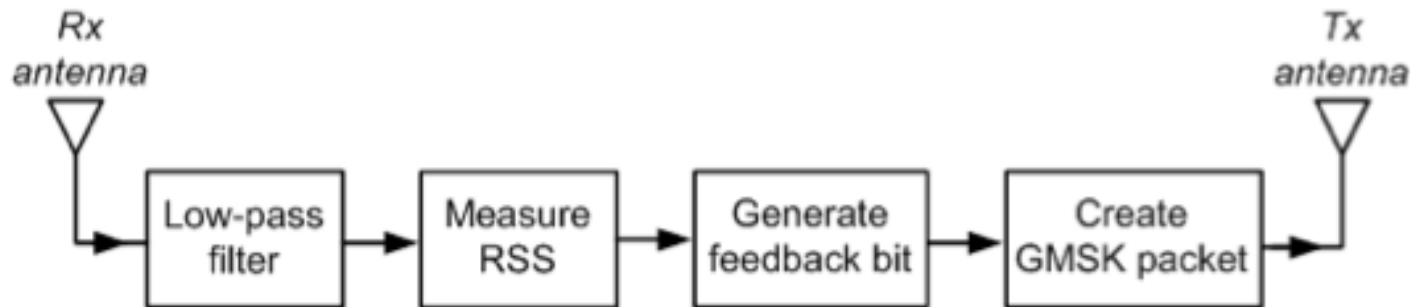 Rx
antenna
Tx
antenna
Low-pass
filter
Measure
RSS
Generate
feedback bit
Create
GMSK packet